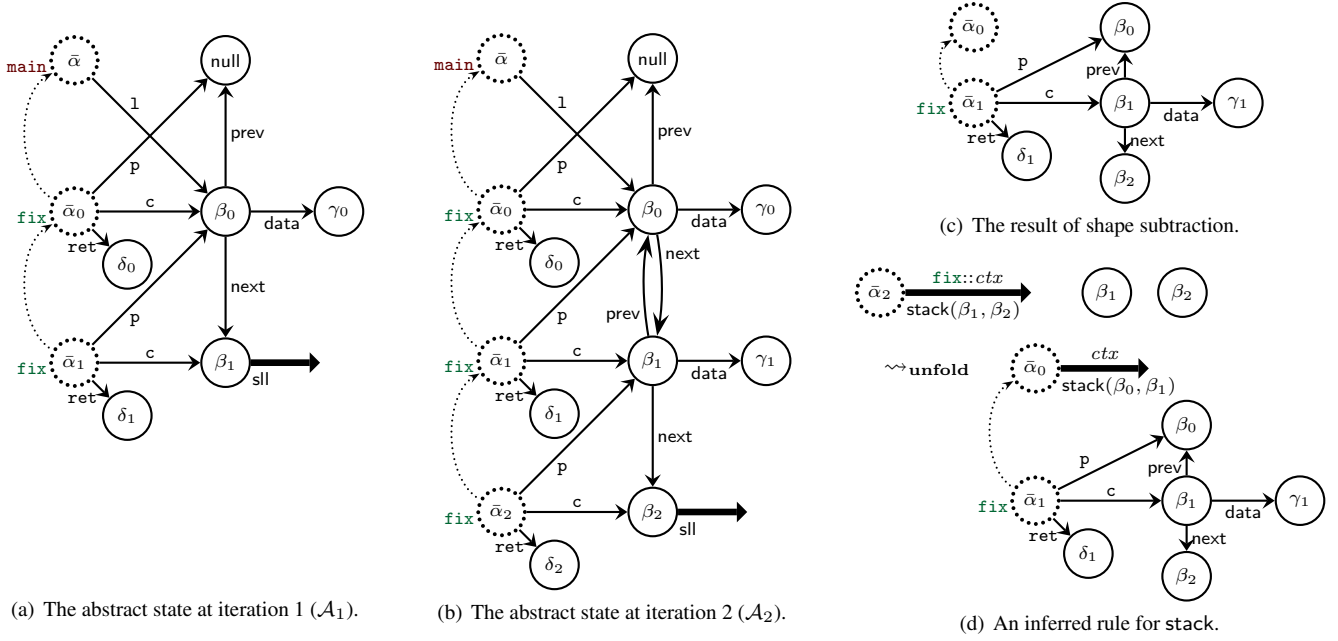 main
ᾱ
null
l
p
prev
fix
ᾱ₀
c
β₀
data
γ₀
ret
δ₀
p
next
fix
ᾱ₁
c
β₁
sll
ret
δ₁
(a) The abstract state at iteration 1 (𝒜₁).
main
ᾱ
null
l
p
prev
fix
ᾱ₀
c
β₀
data
γ₀
ret
δ₀
next
p
prev
fix
ᾱ₁
c
β₁
data
γ₁
ret
δ₁
p
next
fix
ᾱ₂
c
β₂
sll
ret
δ₂
(b) The abstract state at iteration 2 (𝒜₂).
ᾱ₀
β₀
p
prev
fix
ᾱ₁
c
β₁
data
γ₁
ret
δ₁
next
β₂
(c) The result of shape subtraction.
ᾱ₂
fix::ctx
stack(β₁, β₂)
β₁
β₂
⇝unfold
ᾱ₀
ctx
stack(β₀, β₁)
β₀
p
prev
fix
ᾱ₁
c
β₁
data
γ₁
ret
δ₁
next
β₂
(d) An inferred rule for stack.